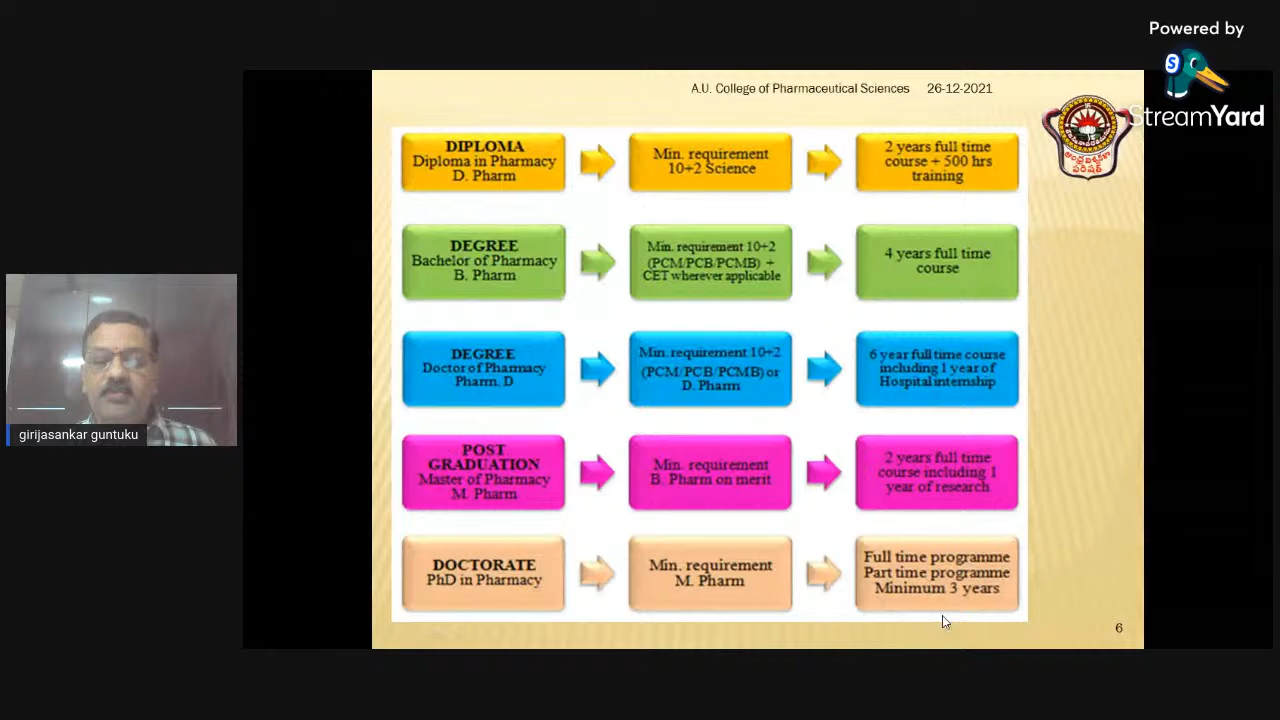 Powered by
StreamYard
A.U. College of Pharmaceutical Sciences 26-12-2021
DIPLOMA
Diploma in Pharmacy
D. Pharm
Min. requirement
10+2 Science
2 years full time
course + 500 hrs
training
DEGREE
Bachelor of Pharmacy
B. Pharm
Min. requirement 10+2
(PCM/PCB/PCMB) +
CET wherever applicable
4 years full time
course
DEGREE
Doctor of Pharmacy
Pharm. D
Min. requirement 10+2
(PCM/PCB/PCMB) or
D. Pharm
6 year full time course
including 1 year of
Hospital internship
POST
GRADUATION
Master of Pharmacy
M. Pharm
Min. requirement
B. Pharm on merit
2 years full time
course including 1
year of research
DOCTORATE
PhD in Pharmacy
Min. requirement
M. Pharm
Full time programme
Part time programme
Minimum 3 years
6
girijasankar guntuku